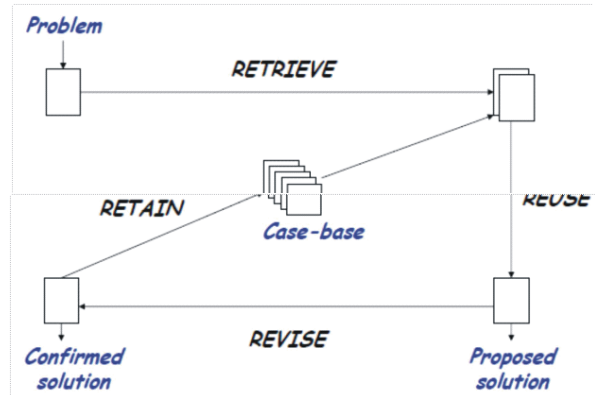 Problem
RETRIEVE
RETAIN
REUSE
Case-base
REVISE
Confirmed
solution
Proposed
solution